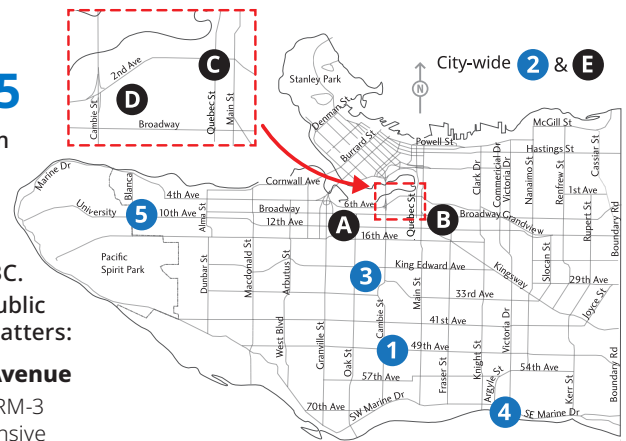 2nd Ave
C
D
Cambie St
Quebec St
Main St
Broadway
5
BC.
atters:
Avenue
RM-3
City-wide 2 & E
N
Stanley Park
Denman St
Burrard St
Powell St
McGill St
Hastings St
Marine Dr
Blanca
Cornwall Ave
4th Ave
6th Ave
1st Ave
University
5
10th Ave
Alma St
Broadway
12th Ave
A
Quebec St
B
Broadway
Grandview
16th Ave
Clark Dr
Commercial Dr
Victoria Dr
Nanaimo St
Renfrew St
Cassiar St
Rupert St
Boundary Rd
Pacific
Spirit Park
Dunbar St
Macdonald St
Arbutus St
3
King Edward Ave
Kingsway
Slocan St
29th Ave
Main St
33rd Ave
Joyce St
41st Ave
West Blvd
Granville St
Oak St
Cambie St
1
49th Ave
Fraser St
Knight St
Victoria Dr
57th Ave
54th Ave
Argyle St
Kerr St
Boundary Rd
70th Ave
SW Marine Dr
4
SE Marine Dr